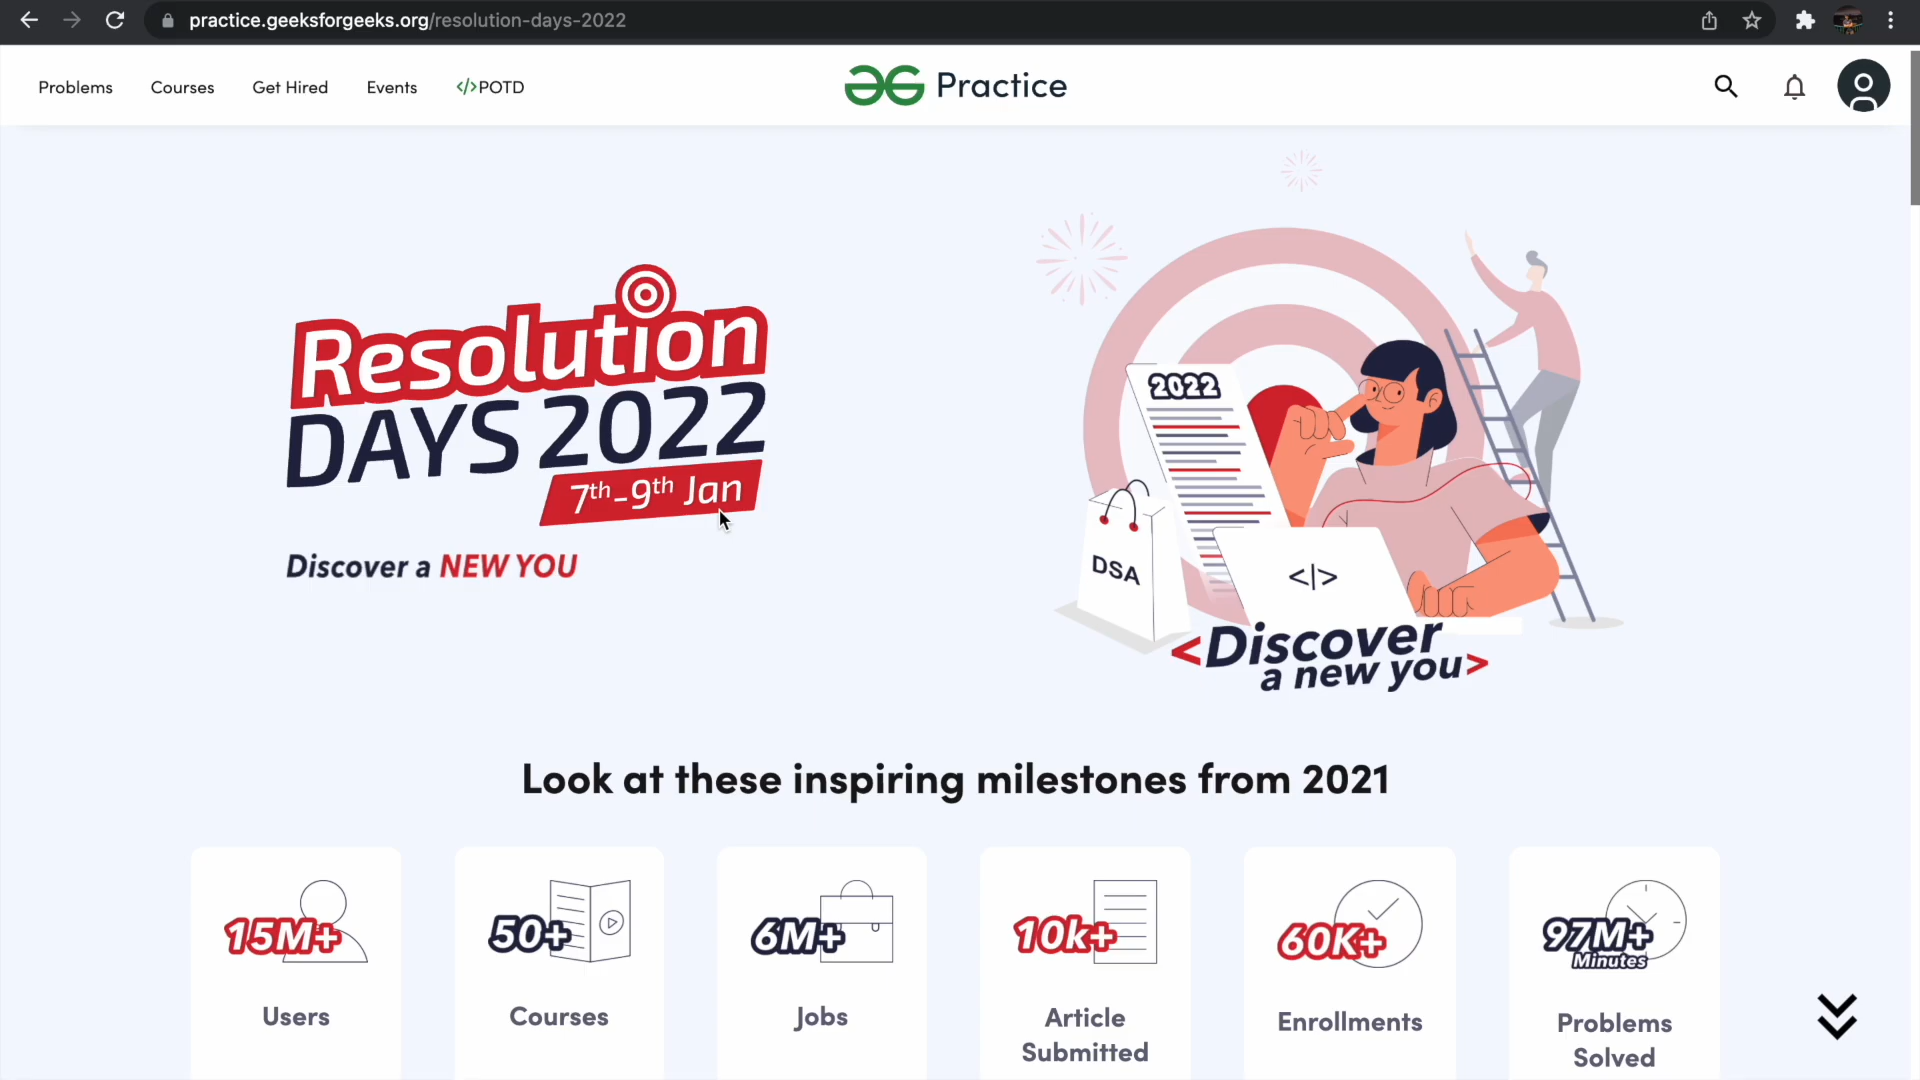 practice.geeksforgeeks.org/resolution-days-2022
Problems Courses Get Hired Events </>POTD
Practice
Resolution
DAYS 2022
7th-9th Jan
Discover a NEW YOU
2022
DSA
<|>
<Discover
a new you>
Look at these inspiring milestones from 2021
15M+
Users
50+
Courses
6M+
Jobs
10k+
Article
Submitted
60K+
Enrollments
97M+
Minutes
Problems
Solved